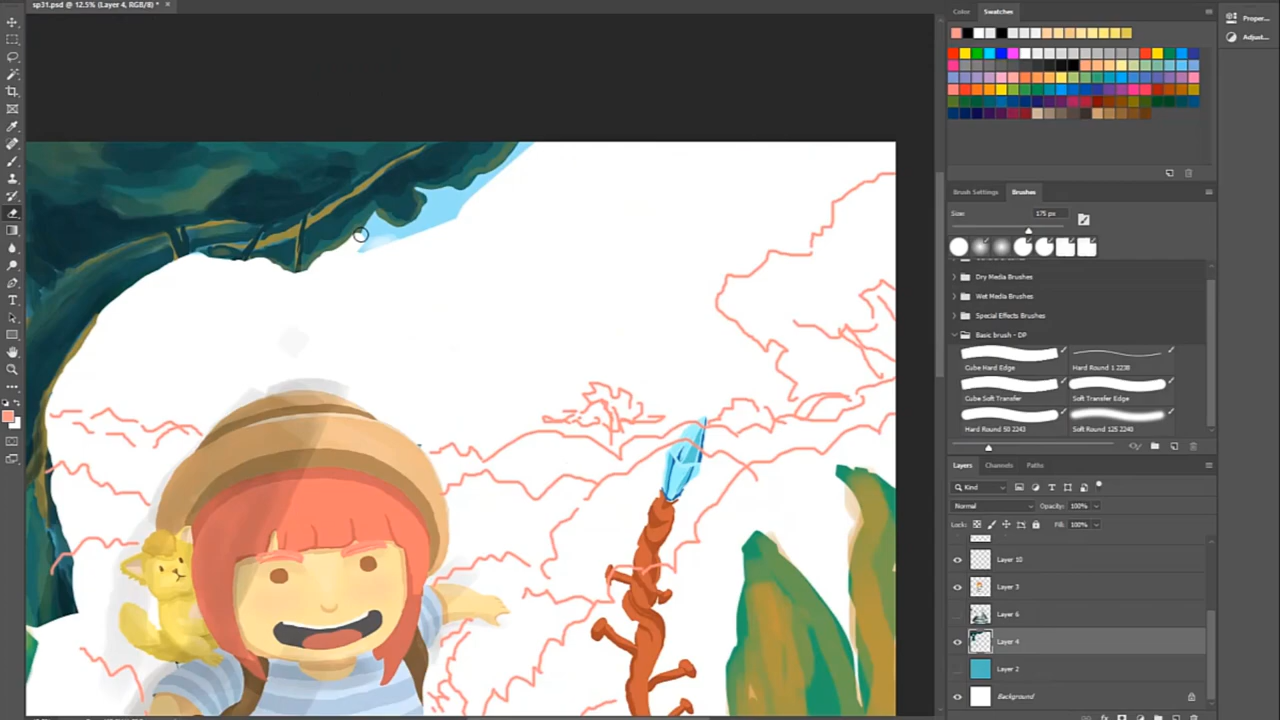 sp31.psd @ 12.5% (Layer 4, RGB/8) * ×
Color
Swatches
Proper...
Adjust...
Brush Settings
Brushes
Size:
175 px
Dry Media Brushes
Wet Media Brushes
Special Effects Brushes
Basic brush - DP
Cube Hard Edge
Hard Round 1 2238
Cube Soft Transfer
Soft Transfer Edge
Hard Round 50 2243
Soft Round 125 2240
Layers
Channels
Paths
Kind
Normal
Opacity: 100%
Lock:
Fill: 100%
Layer 10
Layer 3
Layer 6
Layer 4
Layer 2
Background